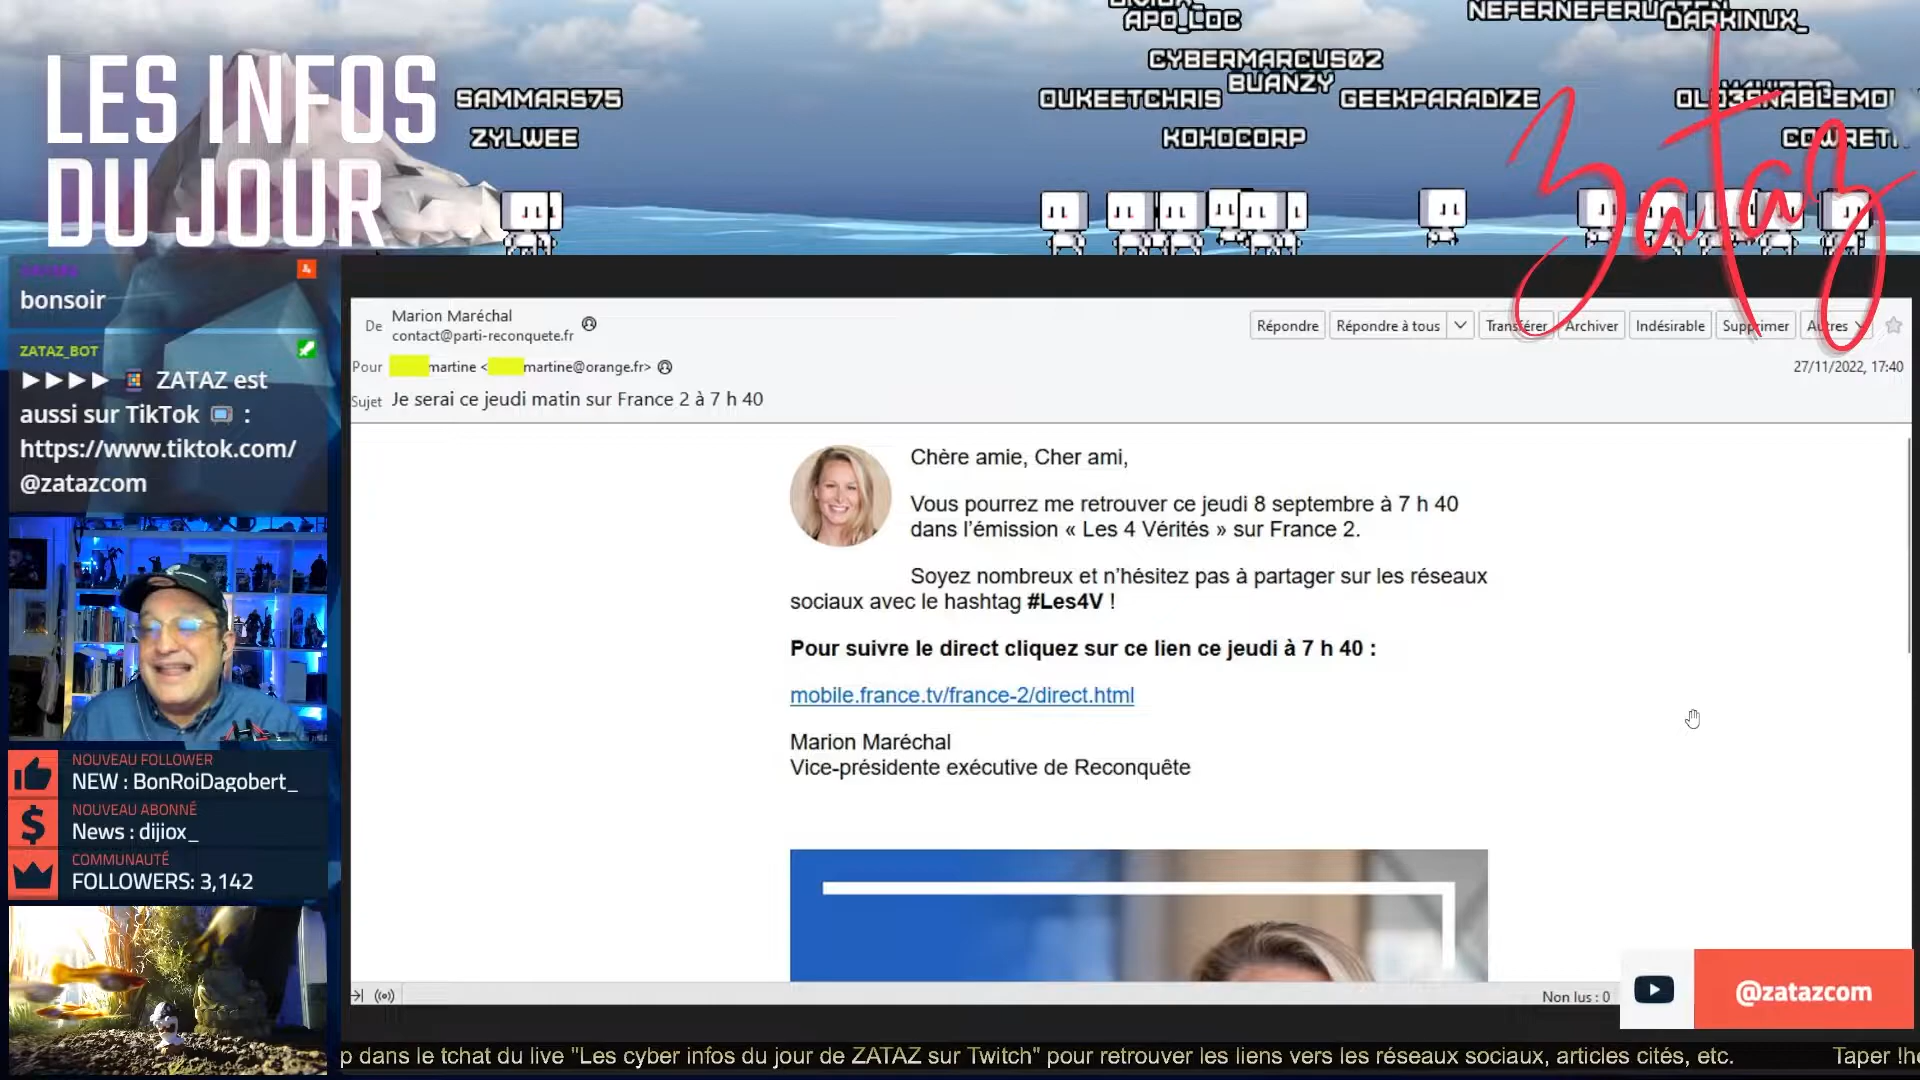 APO_LOC
DARKINUX_
CYBERMARCUS02
BUANZY
SAMMARS75
OUKEETCHRIS
GEEKPARADIZE
ZYLWEE
KOHOCORP
LES INFOS
DU JOUR
Zataz
bonsoir
ZATAZ_BOT
ZATAZ est
aussi sur TikTok :
https://www.tiktok.com/
@zatazcom
De
Marion Maréchal
contact@parti-reconquete.fr
Répondre
Répondre à tous
Transférer
Archiver
Indésirable
Supprimer
Autres
Pour martine < martine@orange.fr>
27/11/2022, 17:40
Sujet Je serai ce jeudi matin sur France 2 à 7 h 40
Chère amie, Cher ami,
Vous pourrez me retrouver ce jeudi 8 septembre à 7 h 40
dans l’émission « Les 4 Vérités » sur France 2.
Soyez nombreux et n’hésitez pas à partager sur les réseaux
sociaux avec le hashtag #Les4V !
Pour suivre le direct cliquez sur ce lien ce jeudi à 7 h 40 :
mobile.france.tv/france-2/direct.html
Marion Maréchal
Vice-présidente exécutive de Reconquête
NOUVEAU FOLLOWER
NEW : BonRoiDagobert_
NOUVEAU ABONNÉ
News : dijiox_
COMMUNAUTÉ
FOLLOWERS: 3,142
Non lus : 0
@zatazcom
p dans le tchat du live "Les cyber infos du jour de ZATAZ sur Twitch" pour retrouver les liens vers les réseaux sociaux, articles cités, etc.
Taper !he